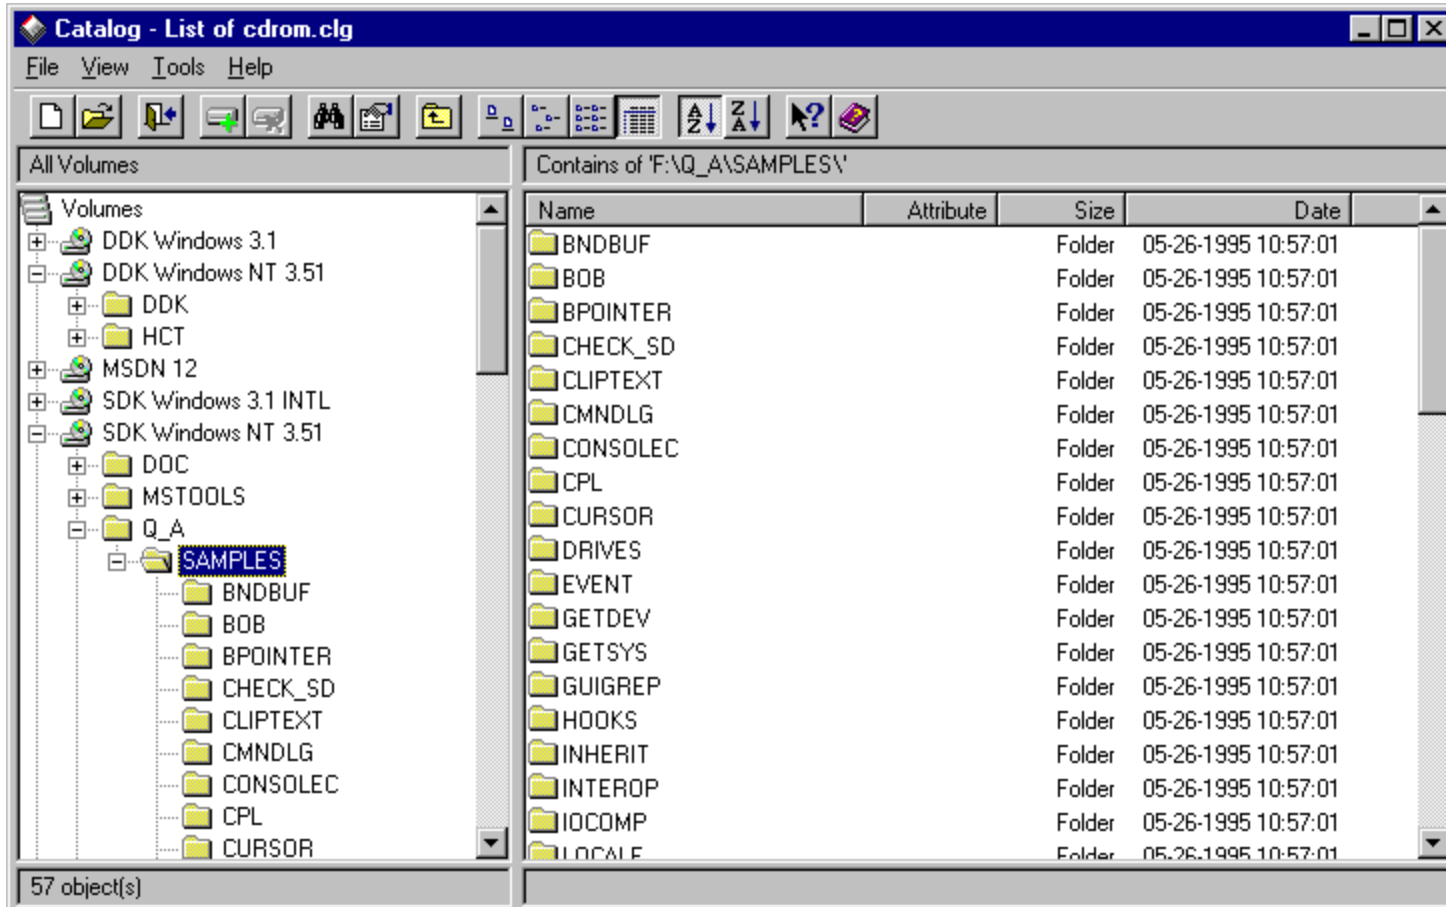 Catalog - List of cdrom.clg
File View Tools Help
All Volumes
Contains of 'F:\Q_A\SAMPLES\'
Volumes
DDK Windows 3.1
DDK Windows NT 3.51
DDK
HCT
MSDN 12
SDK Windows 3.1 INTL
SDK Windows NT 3.51
DOC
MSTOOLS
Q_A
SAMPLES
BNDBUF
BOB
BPOINTER
CHECK_SD
CLIPTEXT
CMNDLG
CONSOLEC
CPL
CURSOR
Name Attribute Size Date
BNDBUF Folder 05-26-1995 10:57:01
BOB Folder 05-26-1995 10:57:01
BPOINTER Folder 05-26-1995 10:57:01
CHECK_SD Folder 05-26-1995 10:57:01
CLIPTEXT Folder 05-26-1995 10:57:01
CMNDLG Folder 05-26-1995 10:57:01
CONSOLEC Folder 05-26-1995 10:57:01
CPL Folder 05-26-1995 10:57:01
CURSOR Folder 05-26-1995 10:57:01
DRIVES Folder 05-26-1995 10:57:01
EVENT Folder 05-26-1995 10:57:01
GETDEV Folder 05-26-1995 10:57:01
GETSYS Folder 05-26-1995 10:57:01
GUIGREP Folder 05-26-1995 10:57:01
HOOKS Folder 05-26-1995 10:57:01
INHERIT Folder 05-26-1995 10:57:01
INTEROP Folder 05-26-1995 10:57:01
IOCOMP Folder 05-26-1995 10:57:01
LOCALE Folder 05-26-1995 10:57:01
57 object(s)